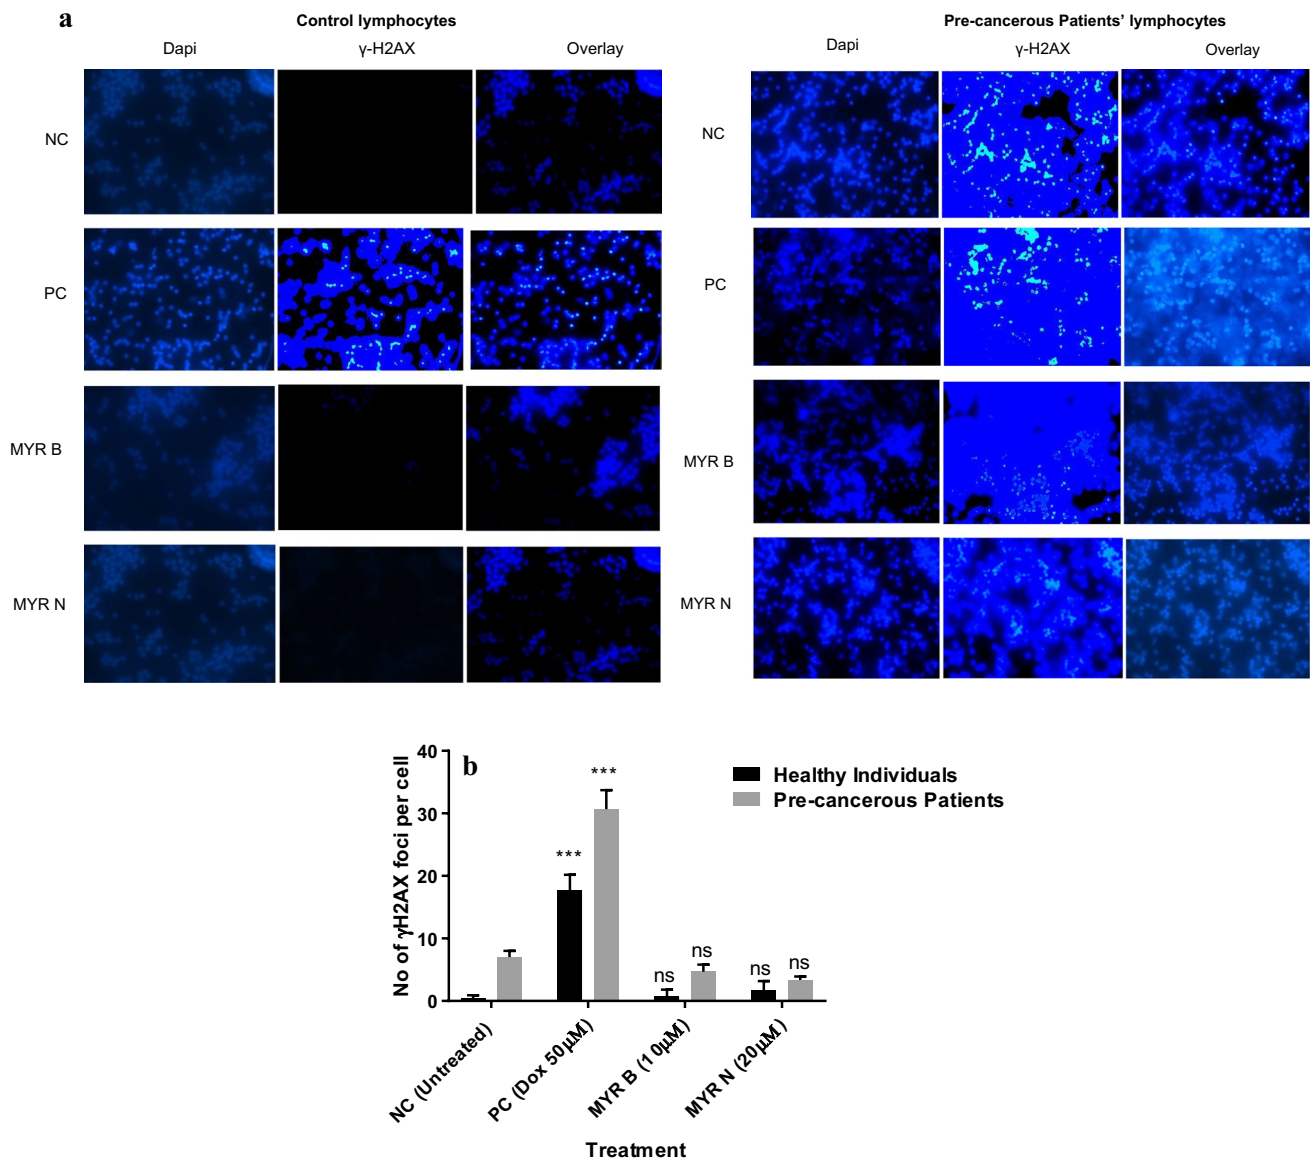 a
Control lymphocytes
Pre-cancerous Patients’ lymphocytes
Dapi γ-H2AX Overlay
Dapi γ-H2AX Overlay
NC
NC
PC
PC
MYR B
MYR B
MYR N
MYR N
b
No of γH2AX foci per cell
40
30
20
10
0
***
***
ns
ns
ns
ns
Healthy Individuals
Pre-cancerous Patients
NC (Untreated)
PC (Dox 50μM)
MYR B (10μM)
MYR N (20μM)
Treatment